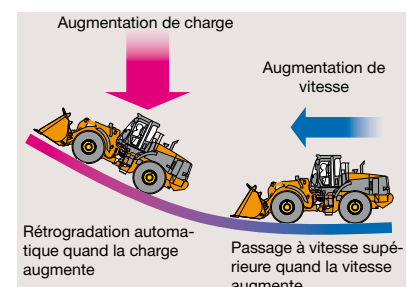 Augmentation de charge
Augmentation de
vitesse
Rétrogradation automa-
tique quand la charge
augmente
Passage à vitesse supé-
rieure quand la vitesse
augmente